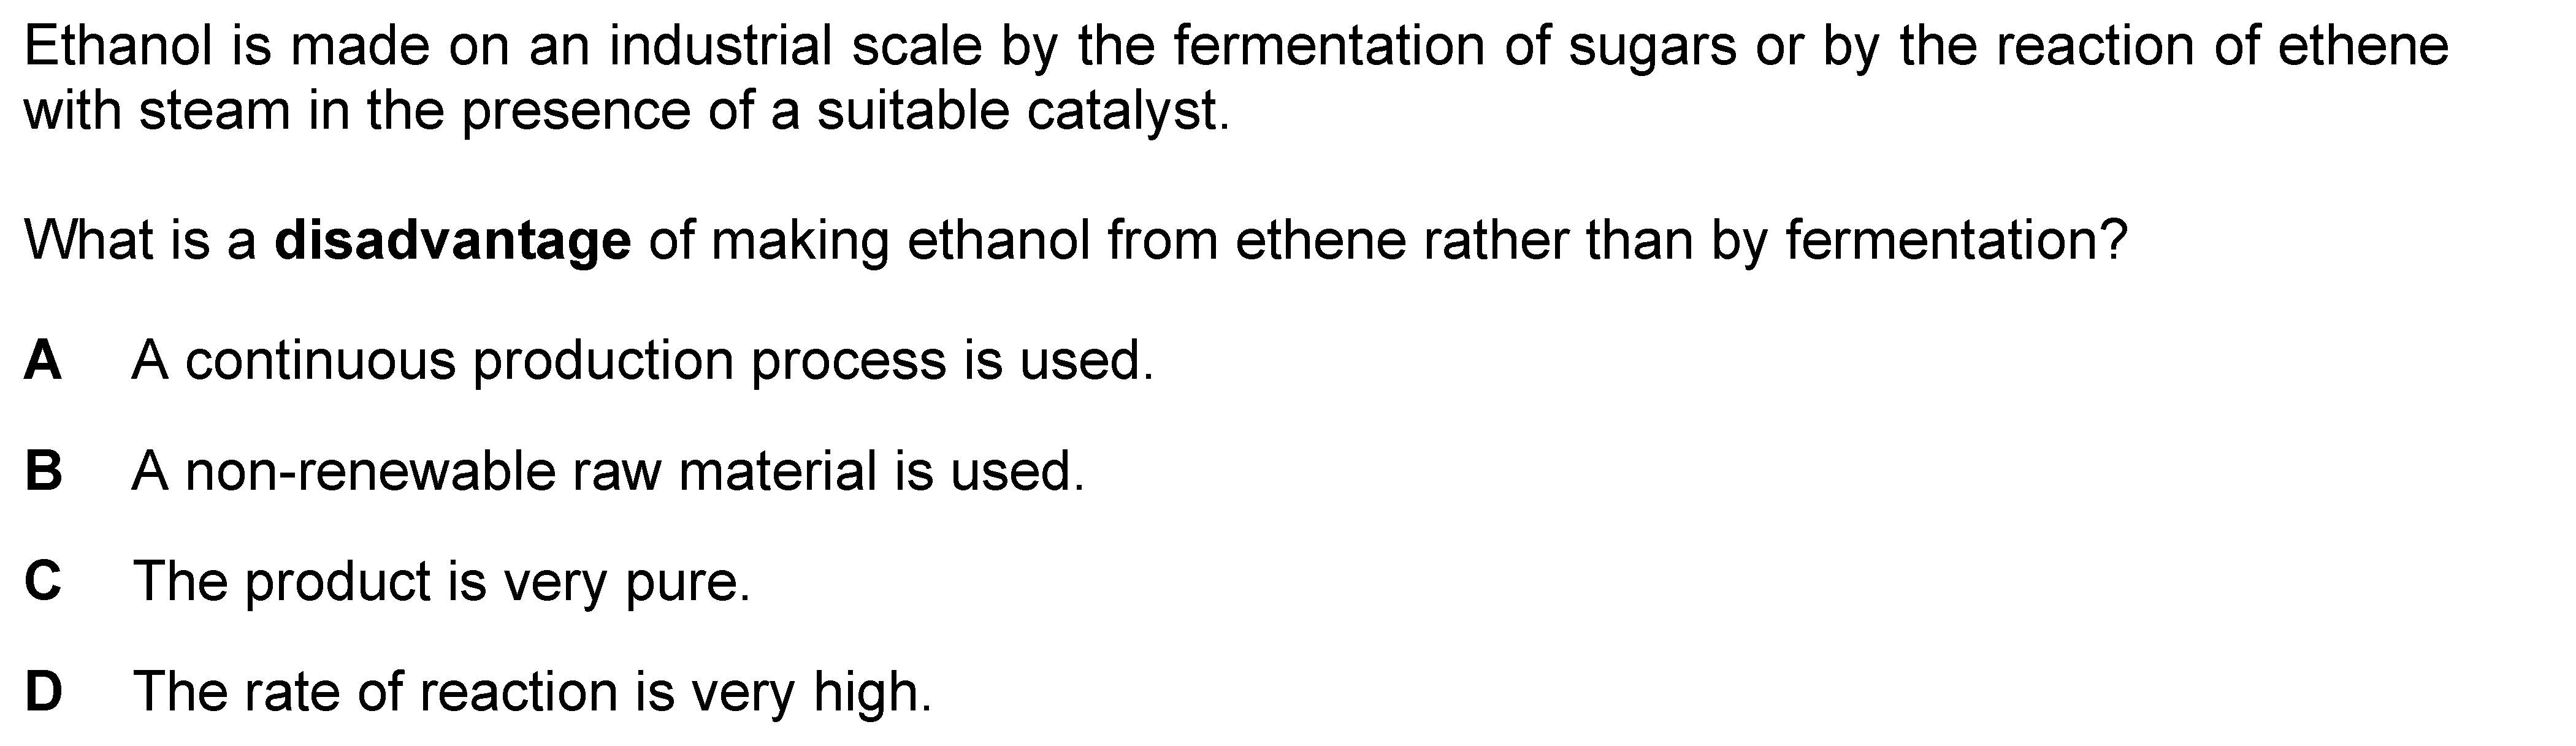 Ethanol is made on an industrial scale by the fermentation of sugars or by the reaction of ethene
with steam in the presence of a suitable catalyst.
What is a disadvantage of making ethanol from ethene rather than by fermentation?
A A continuous production process is used.
B A non-renewable raw material is used.
C The product is very pure.
D The rate of reaction is very high.